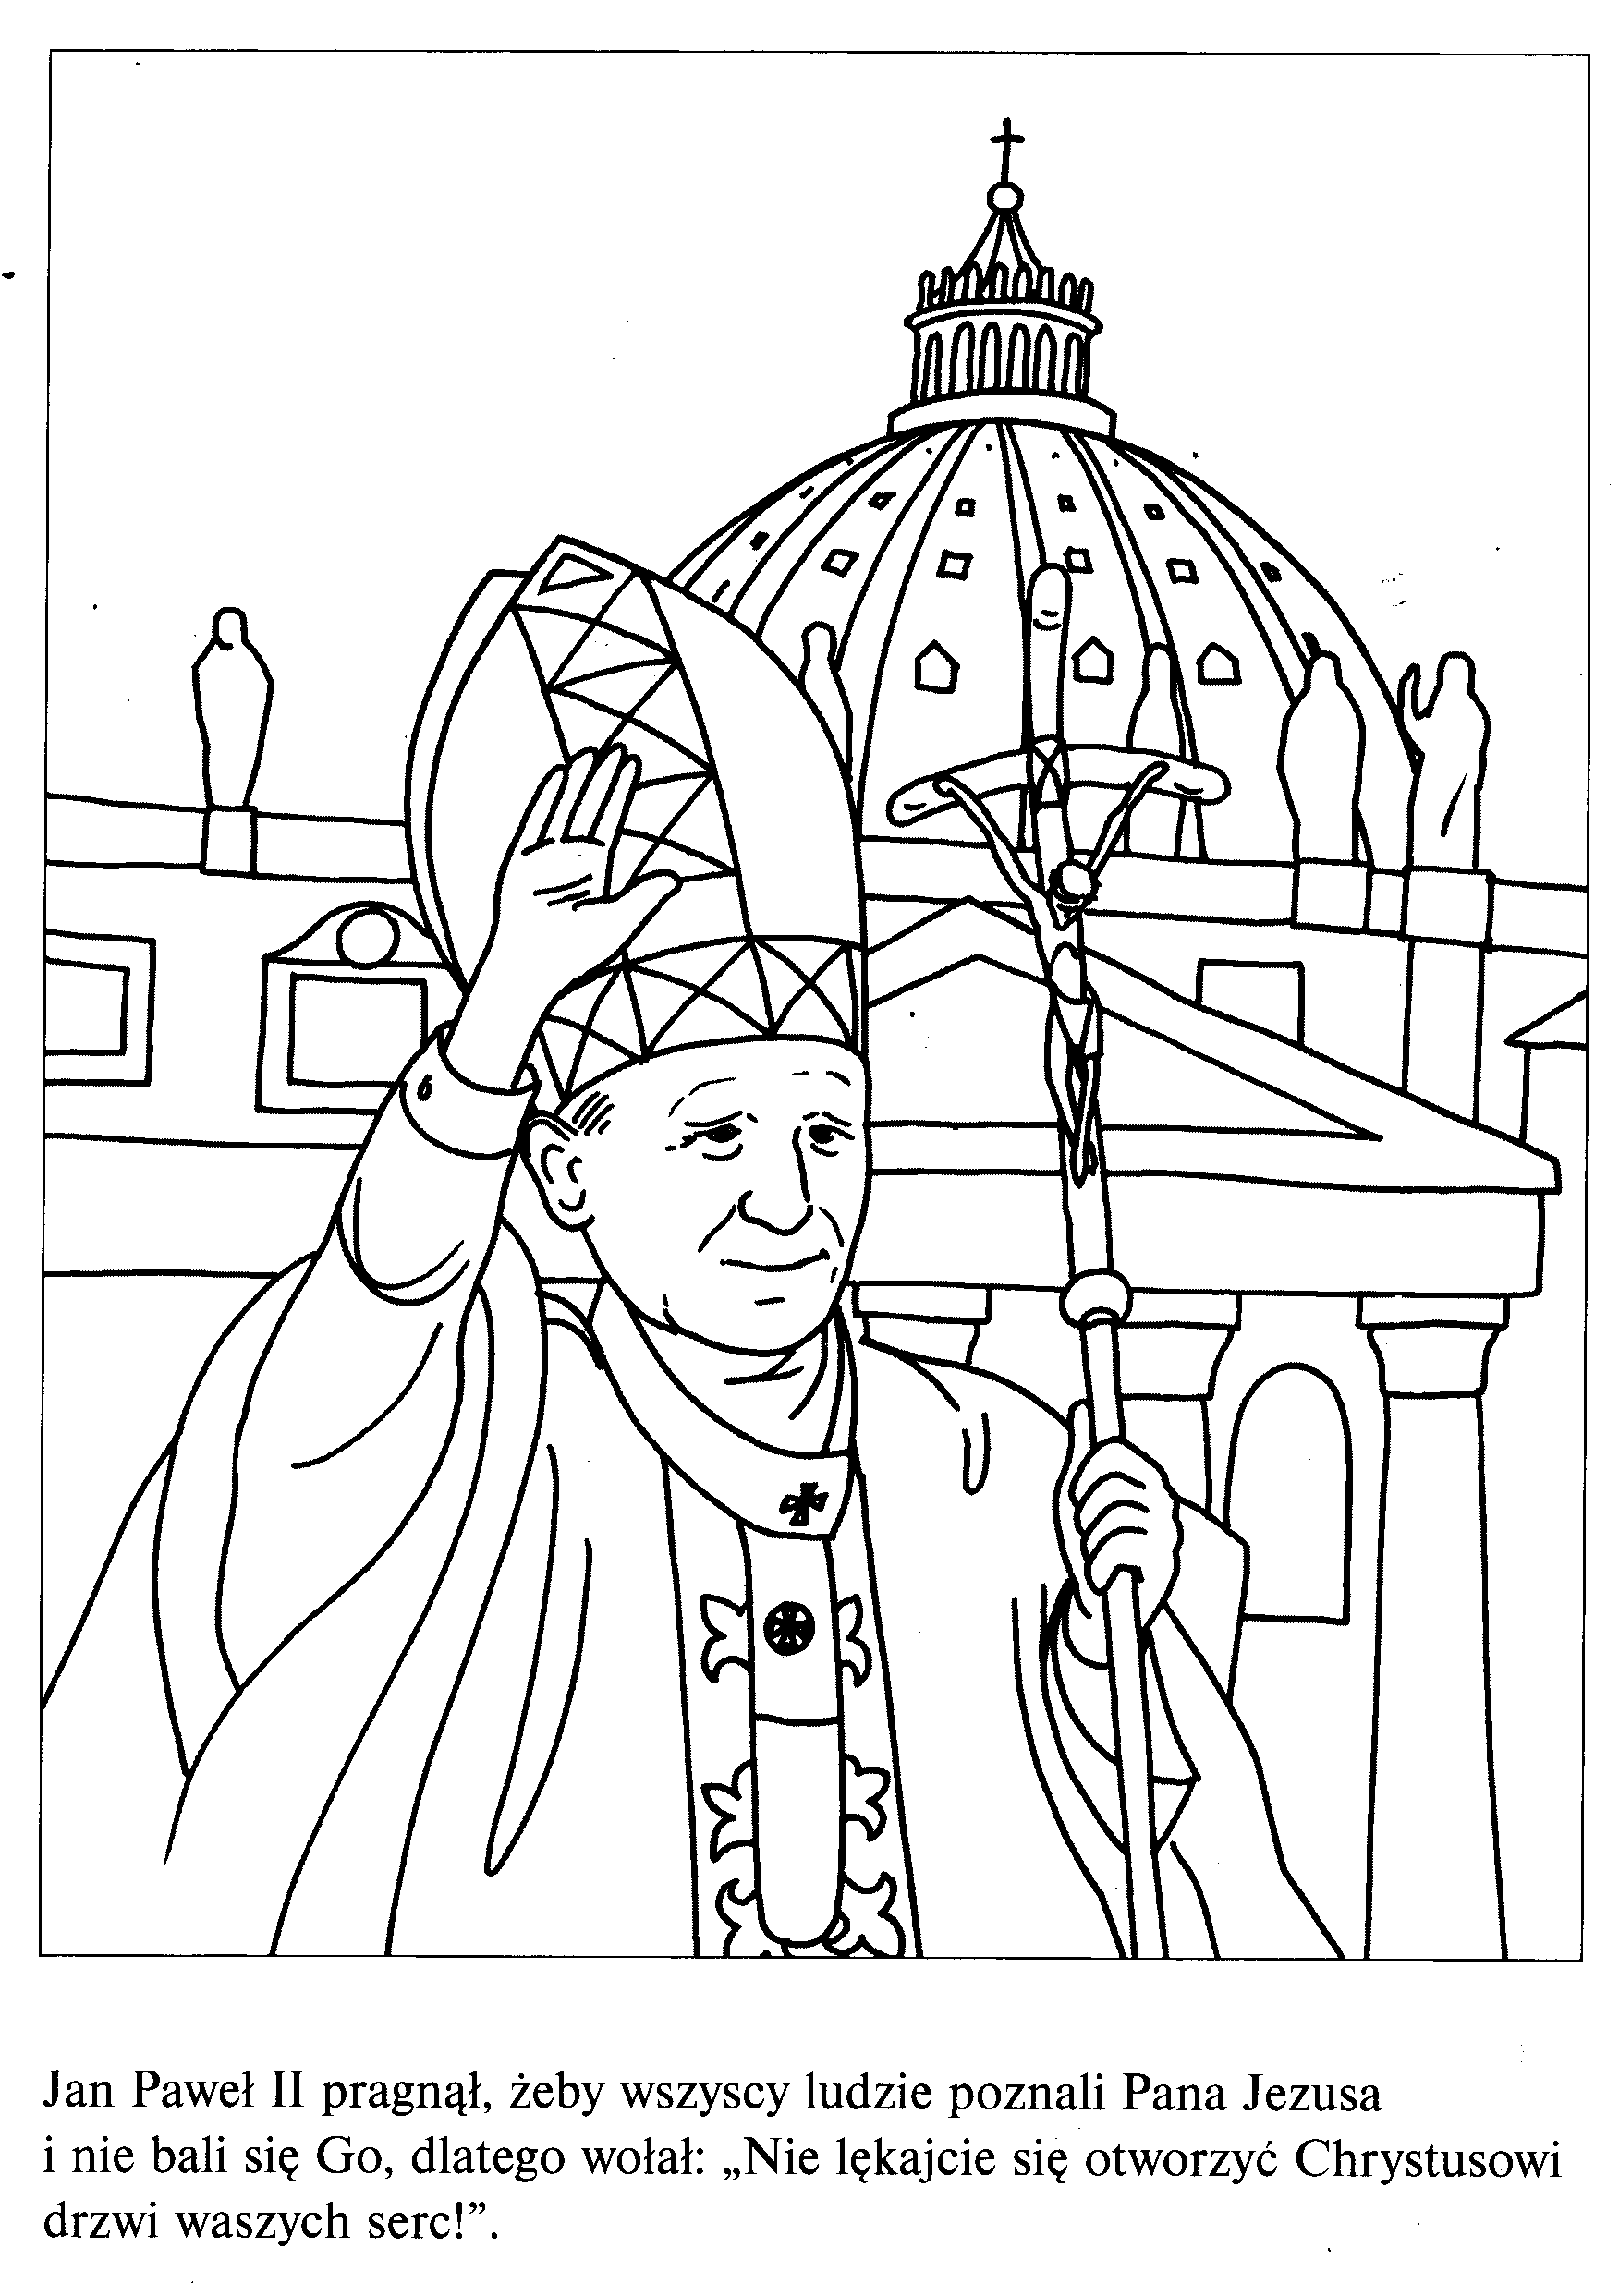 Jan Paweł II pragnął, żeby wszyscy ludzie poznali Pana Jezusa
i nie bali się Go, dlatego wołał: „Nie lękajcie się otworzyć Chrystusowi
drzwi waszych serc!”.